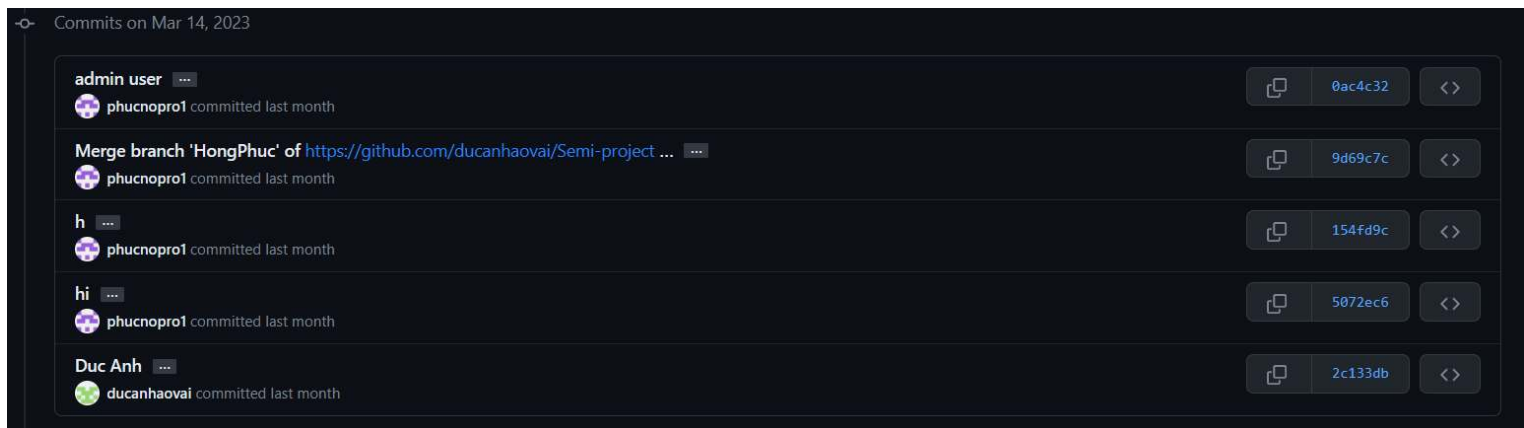 Commits on Mar 14, 2023
admin user ...
phucnopro1 committed last month
0ac4c32
Merge branch 'HongPhuc' of https://github.com/ducanhaovai/Semi-project ... ...
phucnopro1 committed last month
9d69c7c
h ...
phucnopro1 committed last month
154fd9c
hi ...
phucnopro1 committed last month
5072ec6
Duc Anh ...
ducanhaovai committed last month
2c133db